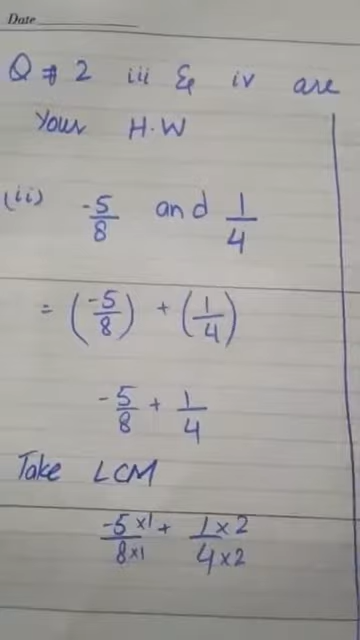 Date
Q # 2 iii & iv are
Your H.W
(ii) -5/8 and 1/4
= (-5/8) + (1/4)
-5/8 + 1/4
Take LCM
-5×1/8×1 + 1×2/4×2